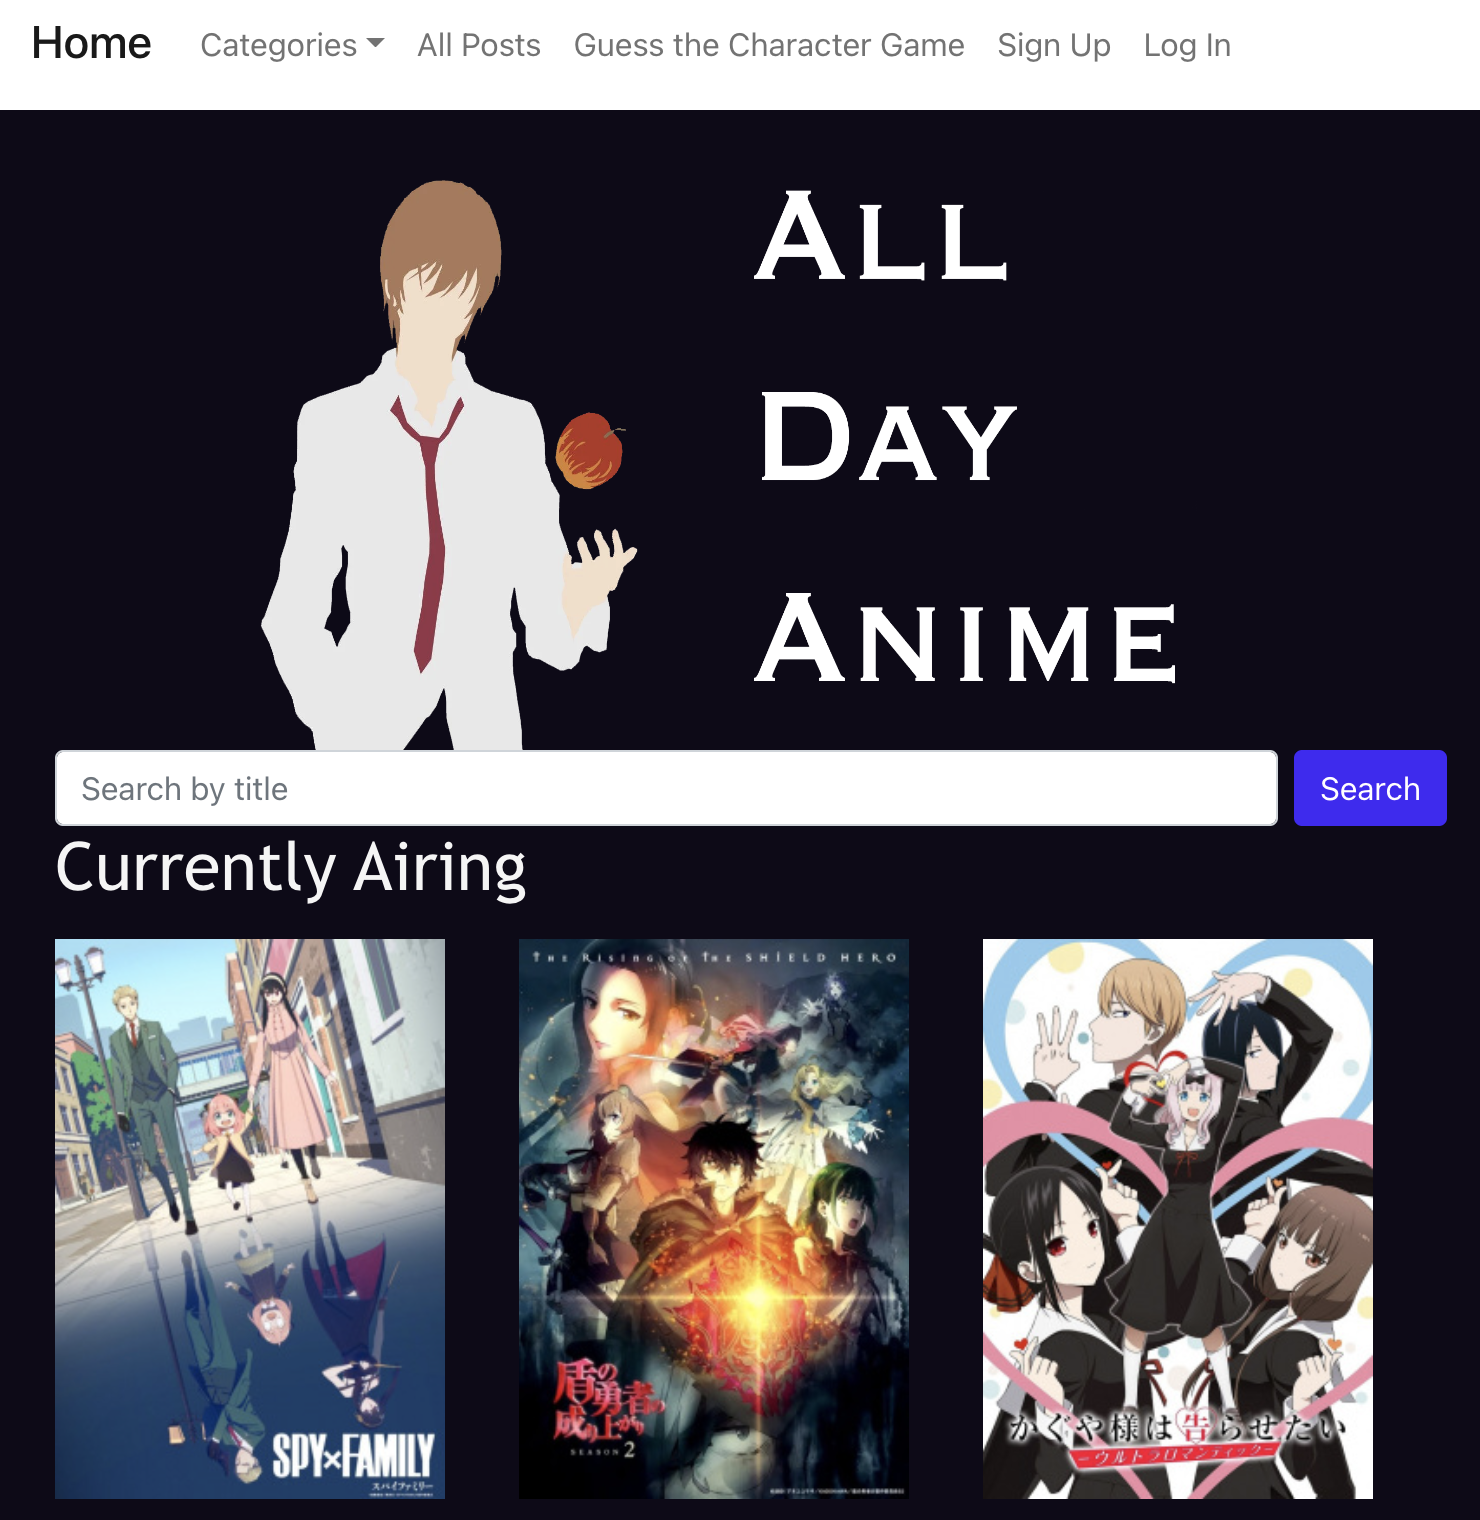 Home Categories All Posts Guess the Character Game Sign Up Log In
All
Day
Anime
Search by title Search
Currently Airing
SPY×FAMILY
スパイファミリー
THE RISING OF THE SHIELD HERO
盾の勇者の
成り上がり
SEASON 2
かぐや様は告らせたい
ーウルトラロマンティックー